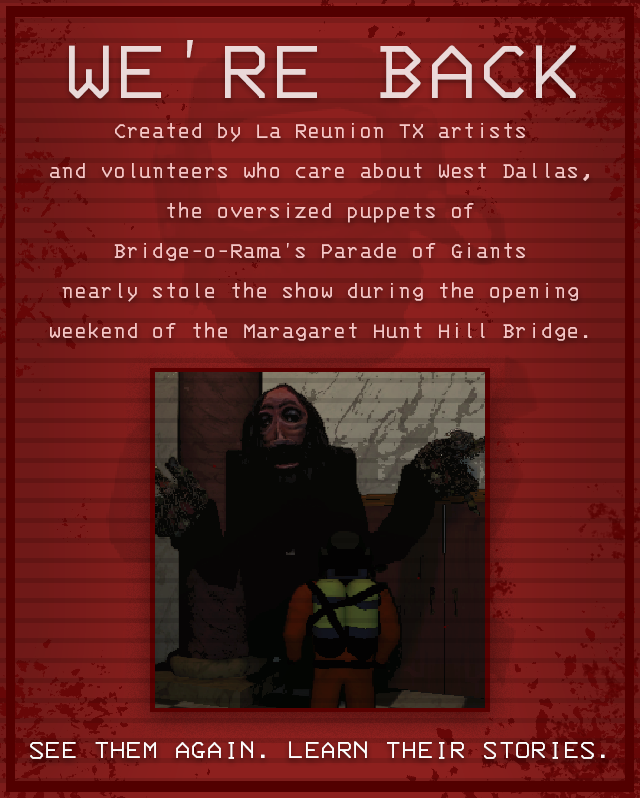 WE'RE BACK
Created by La Reunion TX artists
and volunteers who care about West Dallas,
the oversized puppets of
Bridge-o-Rama's Parade of Giants
nearly stole the show during the opening
weekend of the Maragaret Hunt Hill Bridge.
SEE THEM AGAIN. LEARN THEIR STORIES.